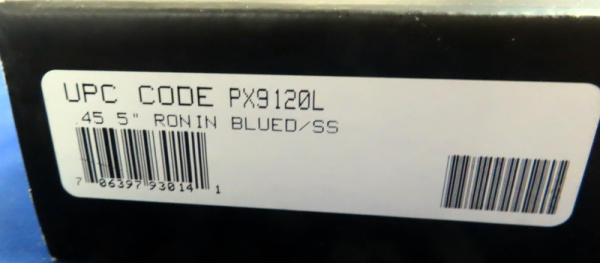 UPC CODE PX9120L
.45 5" RONIN BLUED/SS
7 06397 93014 1